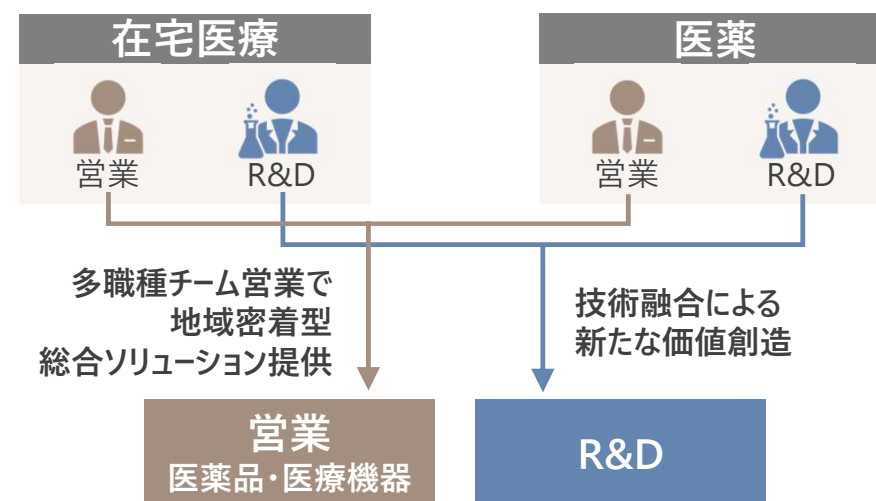 在宅医療
医薬
営業
R&D
営業
R&D
多職種チーム営業で
地域密着型
総合ソリューション提供
技術融合による
新たな価値創造
営業
医薬品・医療機器
R&D